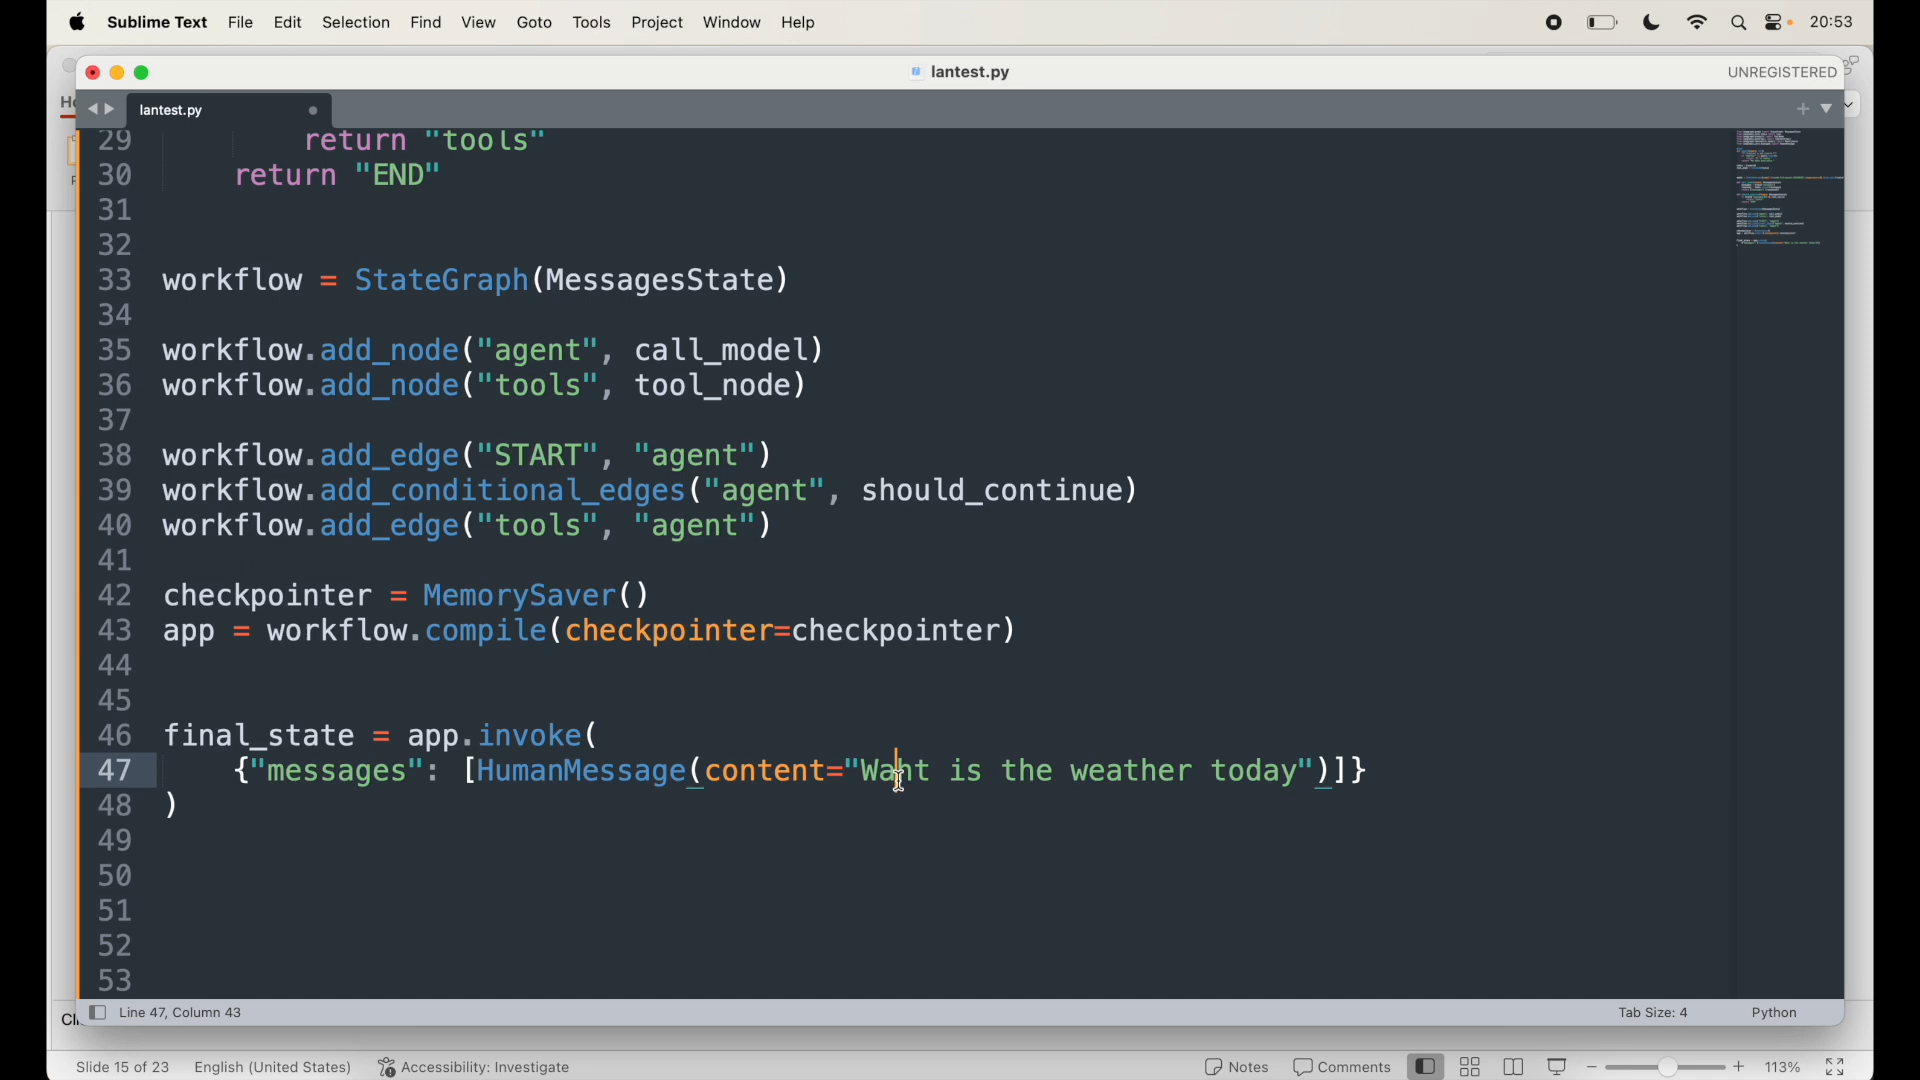 Sublime Text File Edit Selection Find View Goto Tools Project Window Help 20:53
lantest.py UNREGISTERED
lantest.py
29 return "tools"
30 return "END"
31
32
33 workflow = StateGraph(MessagesState)
34
35 workflow.add_node("agent", call_model)
36 workflow.add_node("tools", tool_node)
37
38 workflow.add_edge("START", "agent")
39 workflow.add_conditional_edges("agent", should_continue)
40 workflow.add_edge("tools", "agent")
41
42 checkpointer = MemorySaver()
43 app = workflow.compile(checkpointer=checkpointer)
44
45
46 final_state = app.invoke(
47 {"messages": [HumanMessage(content="Waht is the weather today")]}
48 )
49
50
51
52
53
Line 47, Column 43 Tab Size: 4 Python
Slide 15 of 23 English (United States) Accessibility: Investigate Notes Comments 113%